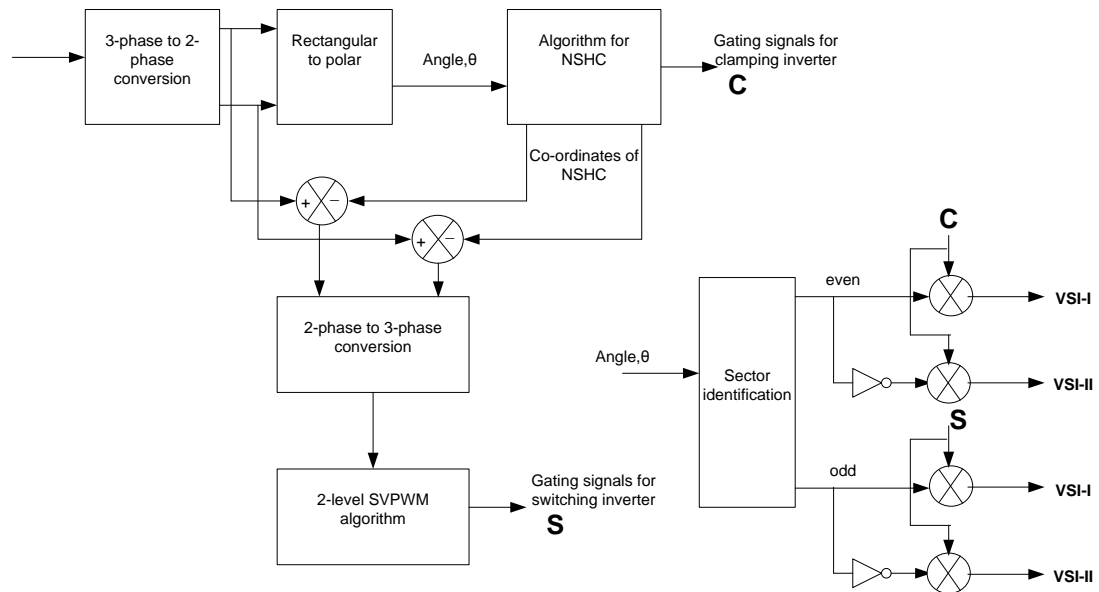 3-phase to 2-
phase
conversion
Rectangular
to polar
Angle,θ
Algorithm for
NSHC
Gating signals for
clamping inverter
C
Co-ordinates of
NSHC
+
−
+
−
2-phase to 3-phase
conversion
2-level SVPWM
algorithm
Gating signals for
switching inverter
S
Angle,θ
Sector
identification
even
C
VSI-I
VSI-II
odd
S
VSI-I
VSI-II